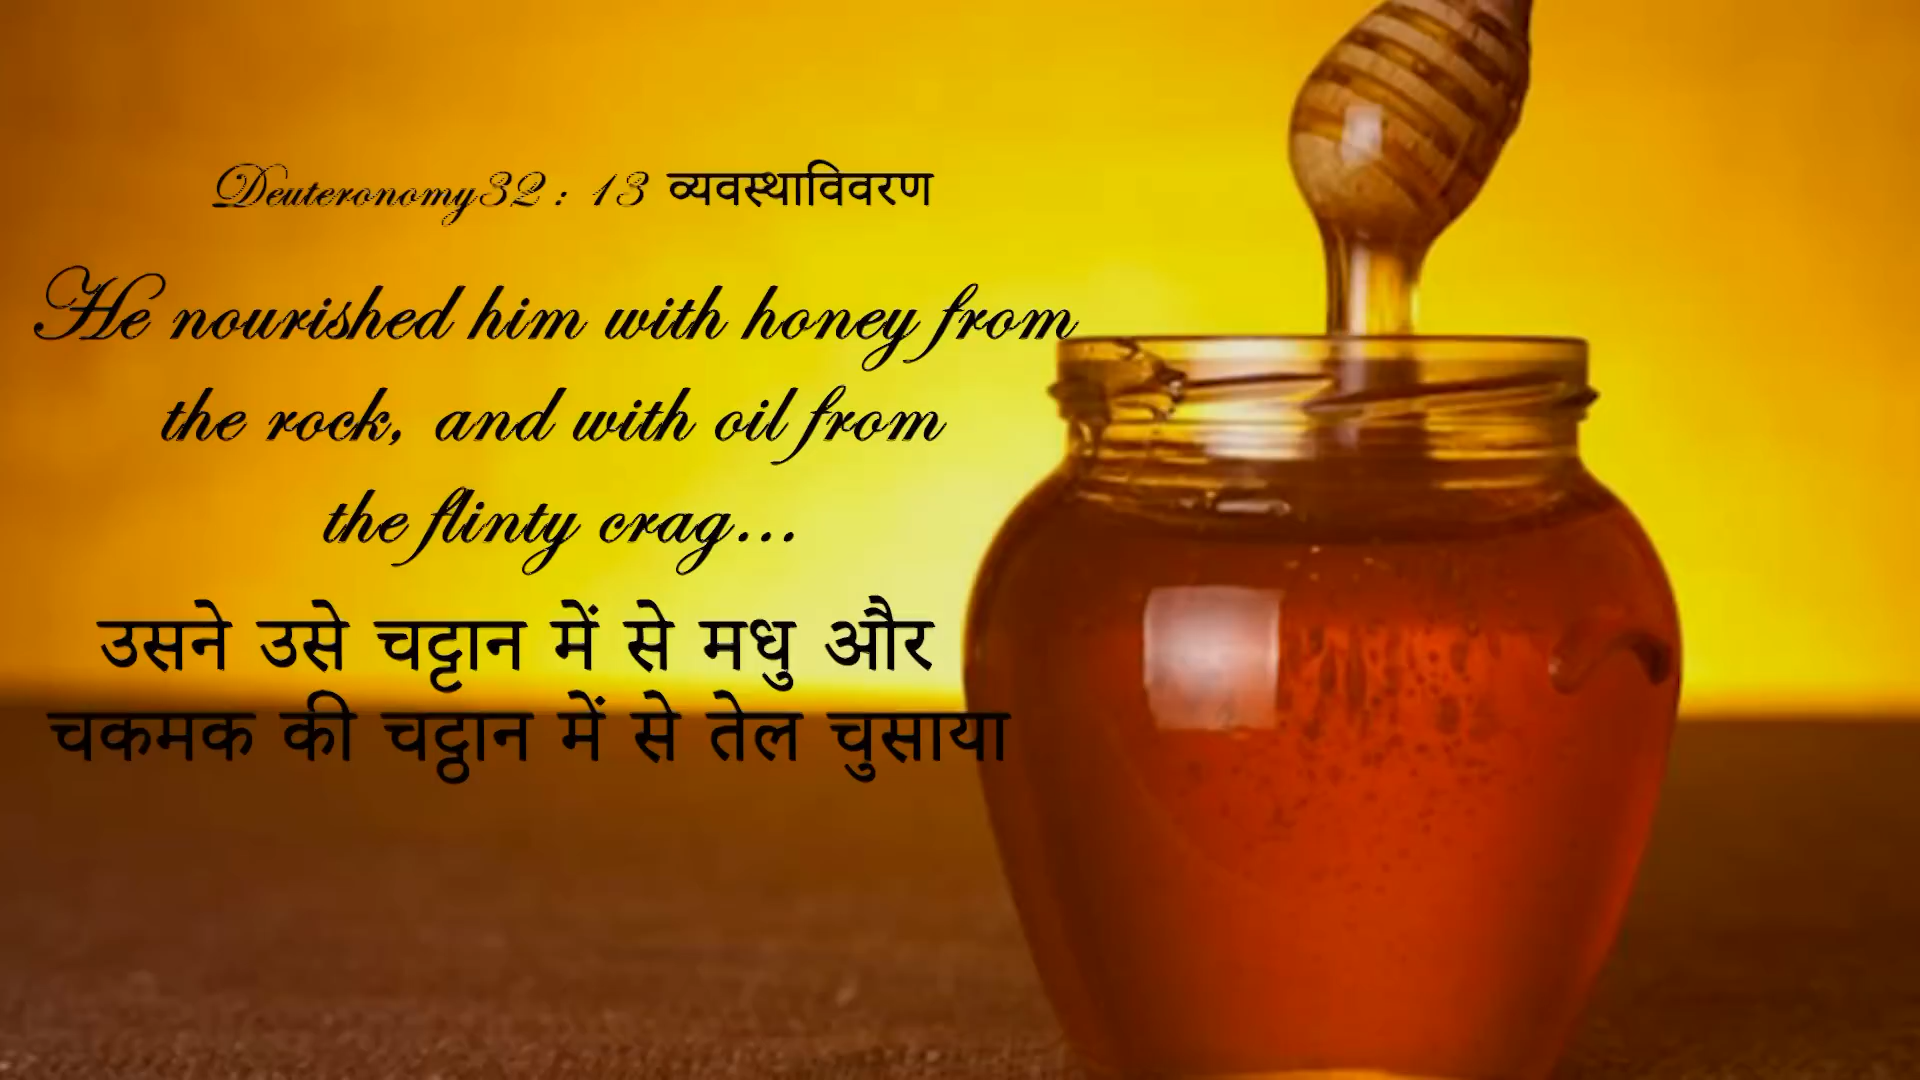 Deuteronomy32 : 13 व्यवस्थाविवरण
He nourished him with honey from
the rock, and with oil from
the flinty crag...
उसने उसे चट्टान में से मधु और
चकमक की चट्ठान में से तेल चुसाया